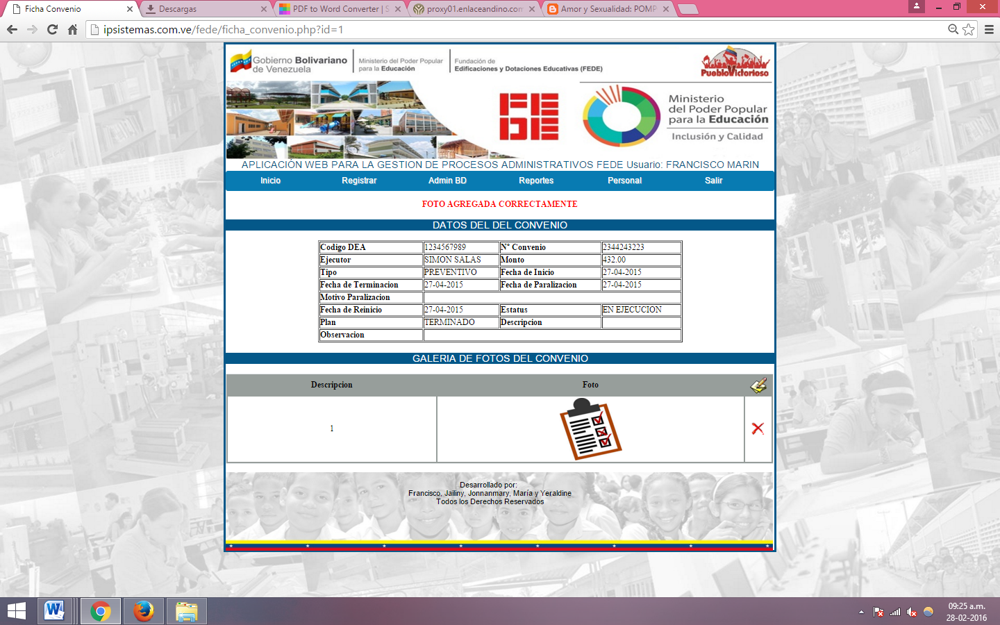 Ficha Convenio
Descargas
PDF to Word Converter | S
proxy01.enlaceandino.com
Amor y Sexualidad: POMP
ipsistemas.com.ve/fede/ficha_convenio.php?id=1
Gobierno Bolivariano de Venezuela
Ministerio del Poder Popular para la Educación
Fundación de Edificaciones y Dotaciones Educativas (FEDE)
PuebloVictorioso
FEDE
Ministerio
del Poder Popular
para la Educación
Inclusión y Calidad
APLICACIÓN WEB PARA LA GESTION DE PROCESOS ADMINISTRATIVOS FEDE Usuario: FRANCISCO MARIN
Inicio Registrar Admin BD Reportes Personal Salir
FOTO AGREGADA CORRECTAMENTE
DATOS DEL DEL CONVENIO
Codigo DEA 1234567989 N° Convenio 2344243223
Ejecutor SIMON SALAS Monto 432.00
Tipo PREVENTIVO Fecha de Inicio 27-04-2015
Fecha de Terminacion 27-04-2015 Fecha de Paralizacion 27-04-2015
Motivo Paralizacion
Fecha de Reinicio 27-04-2015 Estatus EN EJECUCION
Plan TERMINADO Descripcion
Observacion
GALERIA DE FOTOS DEL CONVENIO
Descripcion Foto
1
Desarrollado por:
Francisco, Jailiny, Jonnanmary, María y Yeraldine
Todos los Derechos Reservados
09:25 a.m.
28-02-2016